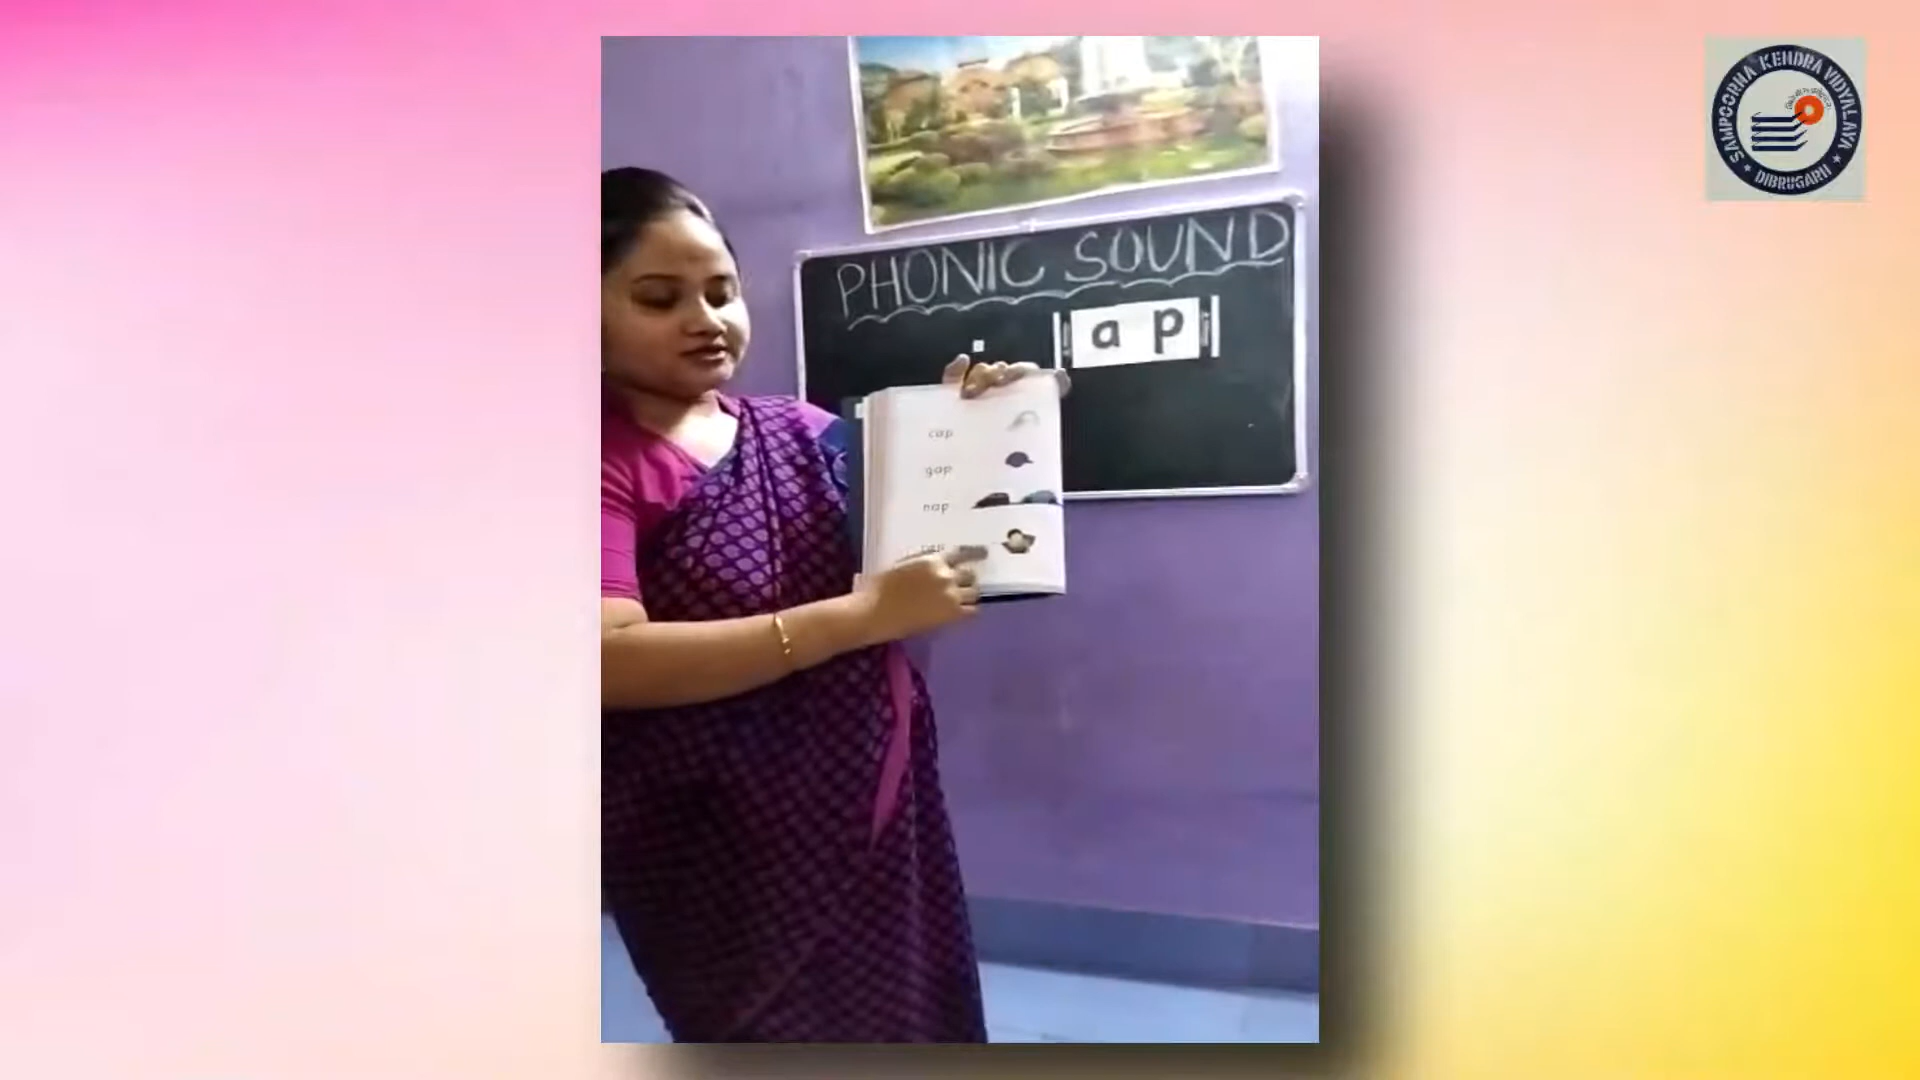 SAMPOORNA KENDRA VIDYALAYA
DIBRUGARH
PHONIC SOUND
a p
cap
gap
nap